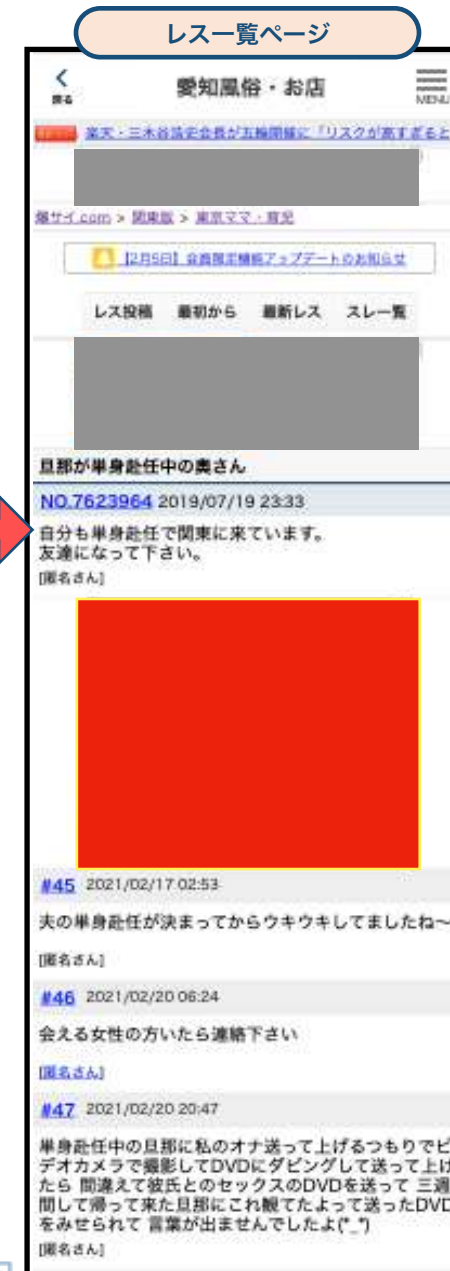 レス一覧ページ
戻る
愛知風俗・お店
MENU
楽天・三木谷浩史会長が五輪開催に「リスクが高すぎると
爆サイ.com > 関東版 > 東京ママ・育児
【2月5日】会員限定機能アップデートのお知らせ
レス投稿 最初から 最新レス スレ一覧
旦那が単身赴任中の奥さん
NO.7623964 2019/07/19 23:33
自分も単身赴任で関東に来ています。
友達になって下さい。
[匿名さん]
#45 2021/02/17 02:53
夫の単身赴任が決まってからウキウキしてましたね〜
[匿名さん]
#46 2021/02/20 06:24
会える女性の方いたら連絡下さい
[匿名さん]
#47 2021/02/20 20:47
単身赴任中の旦那に私のオナ送って上げるつもりでビ
デオカメラで撮影してDVDにダビングして送って上げ
たら 間違えて彼氏とのセックスのDVDを送って 三週
間して帰って来た旦那にこれ観てたよって送ったDVD
をみせられて 言葉が出ませんでしたよ(*_*)
[匿名さん]